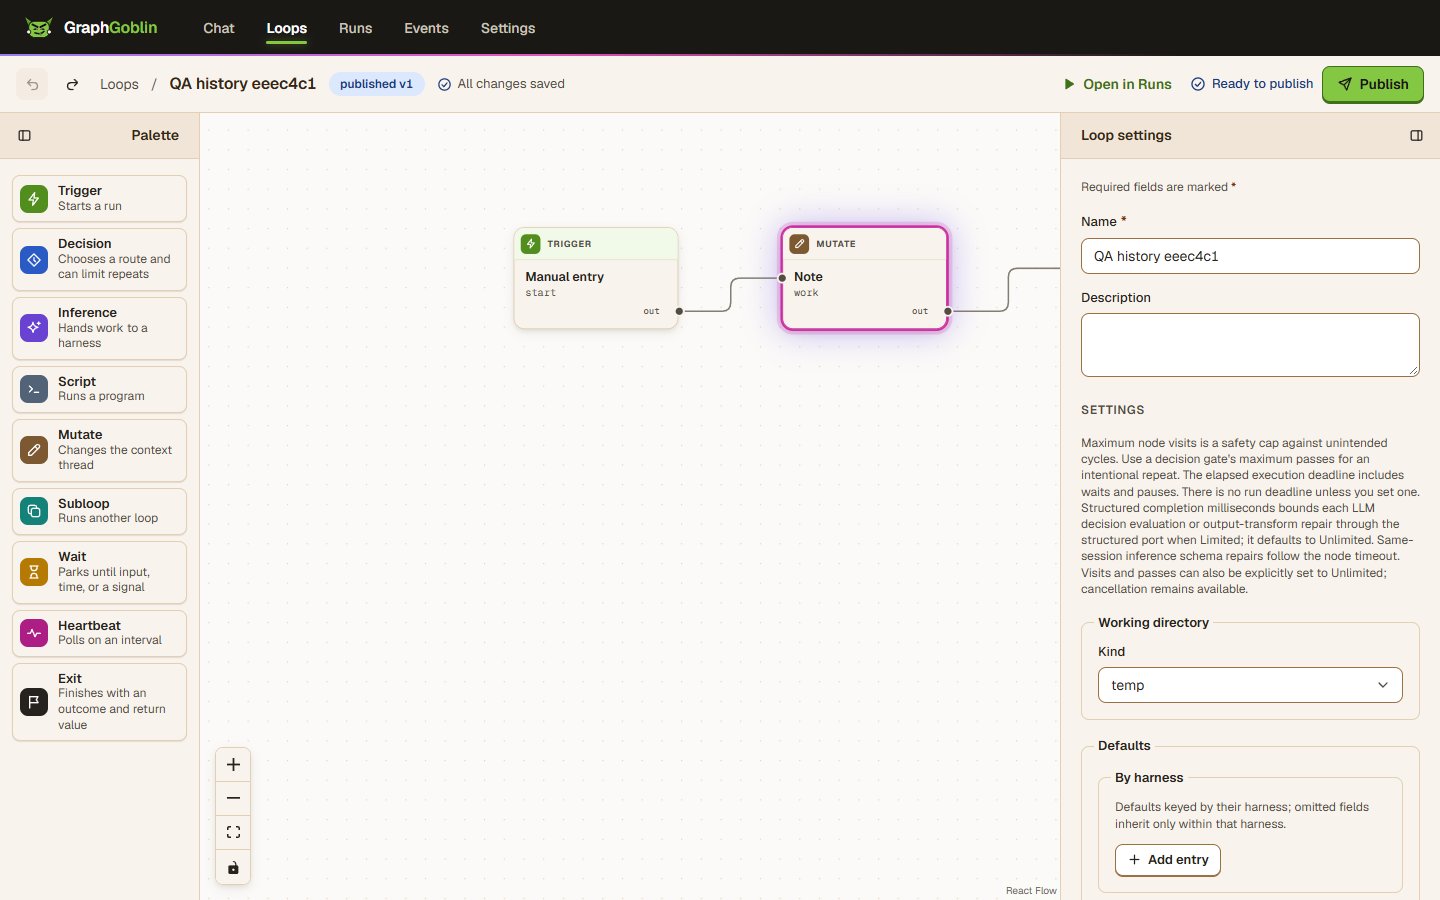 GraphGoblin
Chat
Loops
Runs
Events
Settings
Loops / QA history eeec4c1
published v1
All changes saved
Open in Runs
Ready to publish
Publish
Palette
Trigger
Starts a run
Decision
Chooses a route and
can limit repeats
Inference
Hands work to a
harness
Script
Runs a program
Mutate
Changes the context
thread
Subloop
Runs another loop
Wait
Parks until input,
time, or a signal
Heartbeat
Polls on an interval
Exit
Finishes with an
outcome and return
value
TRIGGER
Manual entry
start
out
MUTATE
Note
work
out
React Flow
Loop settings
Required fields are marked *
Name *
QA history eeec4c1
Description
SETTINGS
Maximum node visits is a safety cap against unintended
cycles. Use a decision gate's maximum passes for an
intentional repeat. The elapsed execution deadline includes
waits and pauses. There is no run deadline unless you set one.
Structured completion milliseconds bounds each LLM
decision evaluation or output-transform repair through the
structured port when Limited; it defaults to Unlimited. Same-
session inference schema repairs follow the node timeout.
Visits and passes can also be explicitly set to Unlimited;
cancellation remains available.
Working directory
Kind
temp
Defaults
By harness
Defaults keyed by their harness; omitted fields
inherit only within that harness.
Add entry